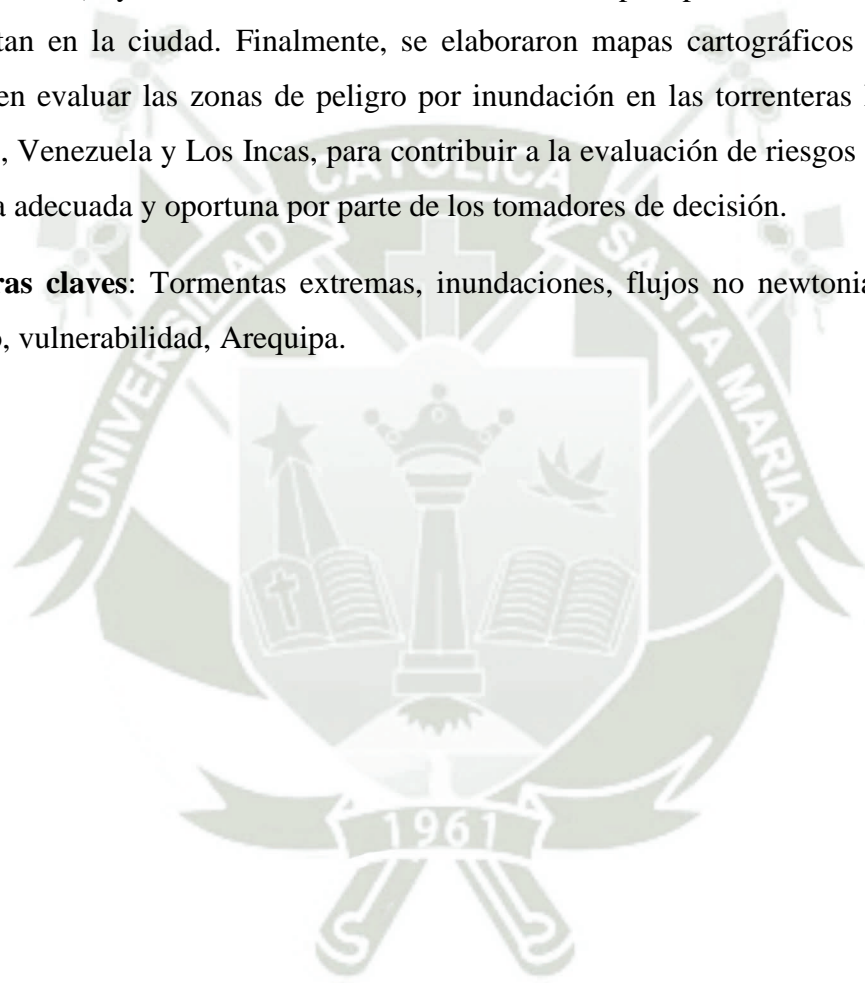 tan en la ciudad. Finalmente, se elaboraron mapas cartográficos
en evaluar las zonas de peligro por inundación en las torrenteras
, Venezuela y Los Incas, para contribuir a la evaluación de riesgos
a adecuada y oportuna por parte de los tomadores de decisión.
ras claves: Tormentas extremas, inundaciones, flujos no newtonia
, vulnerabilidad, Arequipa.
UNIVERSIDAD CATOLICA SANTA MARIA
1961